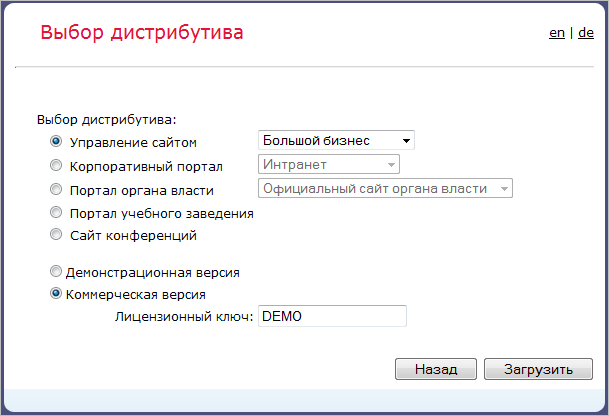 Выбор дистрибутива
en | de
Выбор дистрибутива:
Управление сайтом Большой бизнес
Корпоративный портал Интранет
Портал органа власти Официальный сайт органа власти
Портал учебного заведения
Сайт конференций
Демонстрационная версия
Коммерческая версия
Лицензионный ключ: DEMO
Назад Загрузить